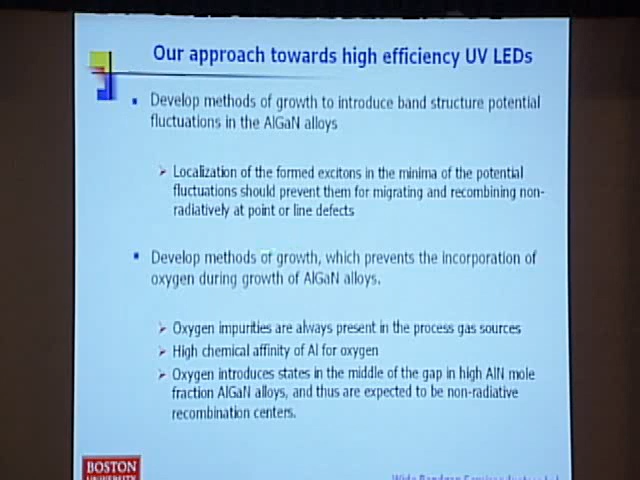 Our approach towards high efficiency UV LEDs
Develop methods of growth to introduce band structure potential
fluctuations in the AlGaN alloys
Localization of the formed excitons in the minima of the potential
fluctuations should prevent them for migrating and recombining non-
radiatively at point or line defects
Develop methods of growth, which prevents the incorporation of
oxygen during growth of AlGaN alloys.
Oxygen impurities are always present in the process gas sources
High chemical affinity of Al for oxygen
Oxygen introduces states in the middle of the gap in high AlN mole
fraction AlGaN alloys, and thus are expected to be non-radiative
recombination centers.
BOSTON
UNIVERSITY
Wide Bandgap